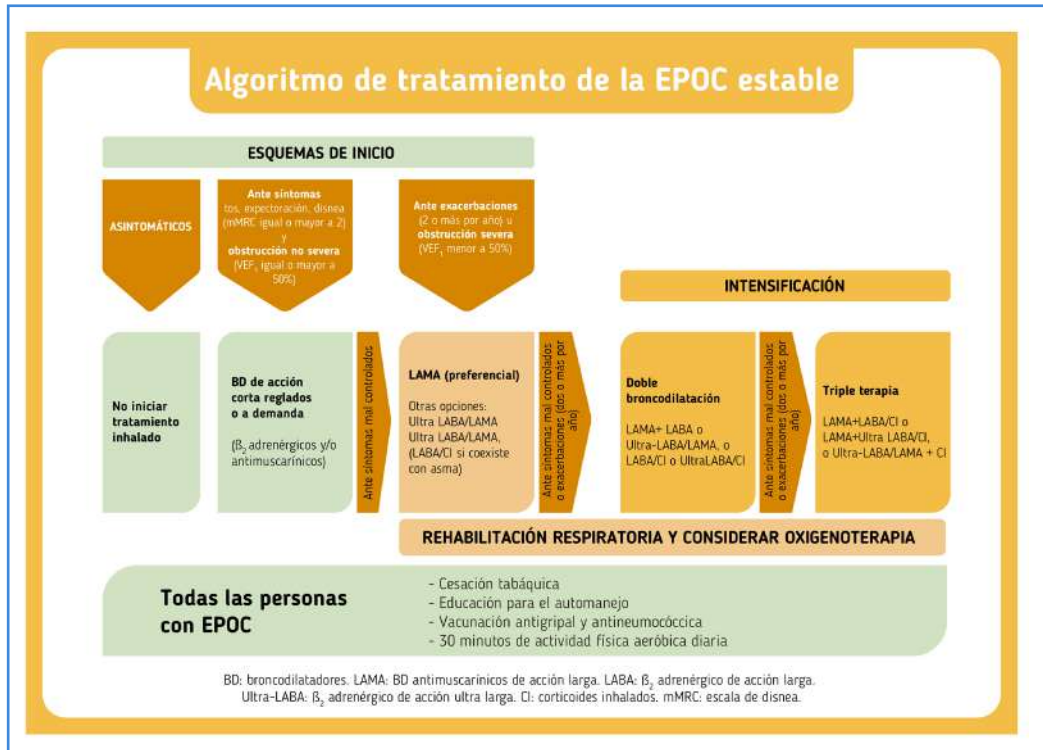 Algoritmo de tratamiento de la EPOC estable
ESQUEMAS DE INICIO
ASINTOMÁTICOS
Ante síntomas
tos, expectoración, disnea
(mMRC igual o mayor a 2)
y
obstrucción no severa
(VEF₁ igual o mayor a
50%)
Ante exacerbaciones
(2 o más por año) u
obstrucción severa
(VEF₁ menor a 50%)
INTENSIFICACIÓN
No iniciar
tratamiento
inhalado
BD de acción
corta reglados
o a demanda
(ß₂ adrenérgicos y/o
antimuscarínicos)
Ante síntomas mal controlados
LAMA (preferencial)
Otras opciones:
Ultra LABA/LAMA
Ultra LABA/LAMA,
(LABA/CI si coexiste
con asma)
Ante síntomas mal controlados
o exacerbaciones (dos o más por
año)
Doble
broncodilatación
LAMA+ LABA o
Ultra-LABA/LAMA, o
LABA/CI o UltraLABA/CI
Ante síntomas mal controlados
o exacerbaciones (dos o más por
año)
Triple terapia
LAMA+LABA/CI o
LAMA+Ultra LABA/CI,
o Ultra-LABA/LAMA + CI
REHABILITACIÓN RESPIRATORIA Y CONSIDERAR OXIGENOTERAPIA
Todas las personas
con EPOC
- Cesación tabáquica
- Educación para el automanejo
- Vacunación antigripal y antineumocóccica
- 30 minutos de actividad física aeróbica diaria
BD: broncodilatadores. LAMA: BD antimuscarínicos de acción larga. LABA: ß₂ adrenérgico de acción larga.
Ultra-LABA: ß₂ adrenérgico de acción ultra larga. CI: corticoides inhalados. mMRC: escala de disnea.